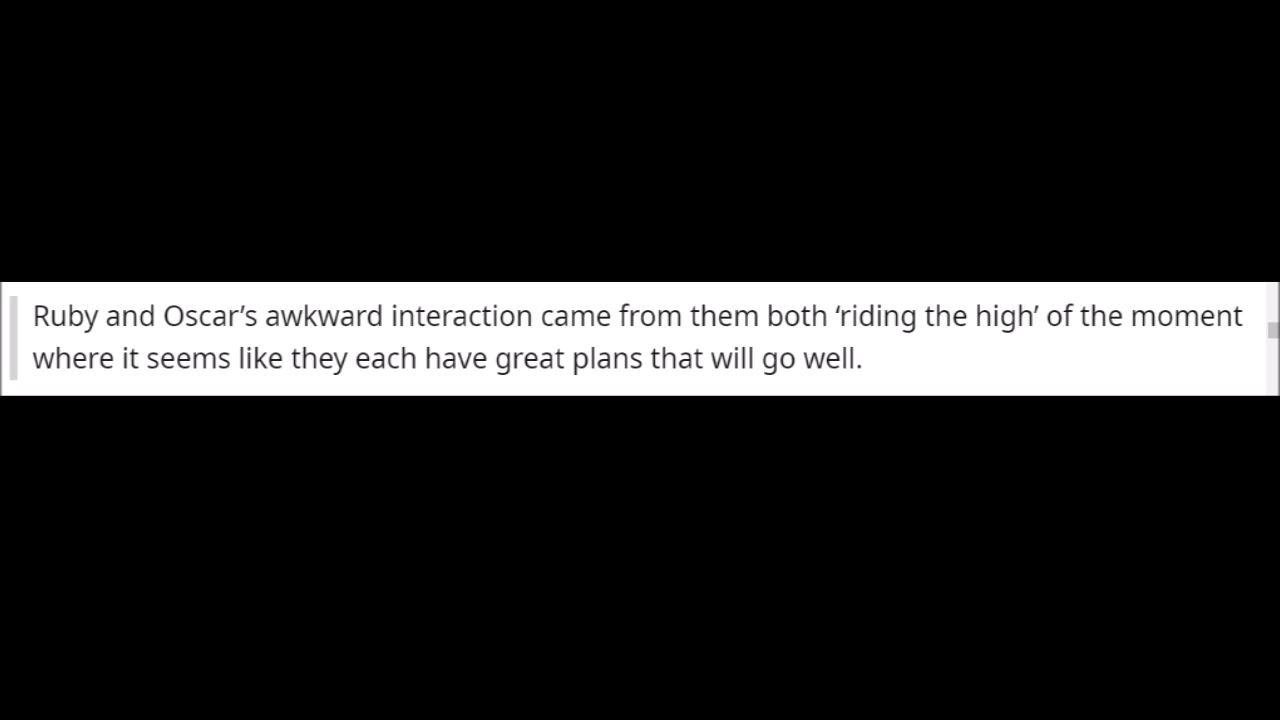 Ruby and Oscar’s awkward interaction came from them both ‘riding the high’ of the moment
where it seems like they each have great plans that will go well.